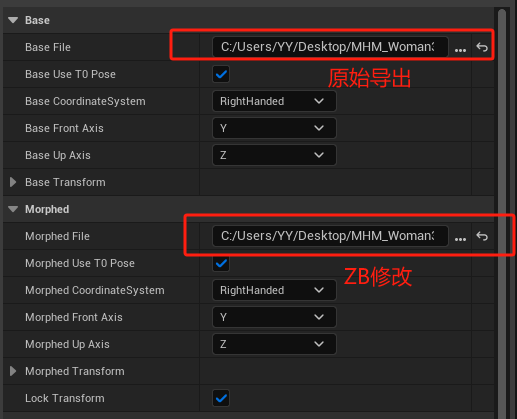 Base
Base File C:/Users/YY/Desktop/MHM_Woman3 ...
原始导出
Base Use T0 Pose
Base CoordinateSystem RightHanded
Base Front Axis Y
Base Up Axis Z
Base Transform
Morphed
Morphed File C:/Users/YY/Desktop/MHM_Woman3 ...
ZB修改
Morphed Use T0 Pose
Morphed CoordinateSystem RightHanded
Morphed Front Axis Y
Morphed Up Axis Z
Morphed Transform
Lock Transform